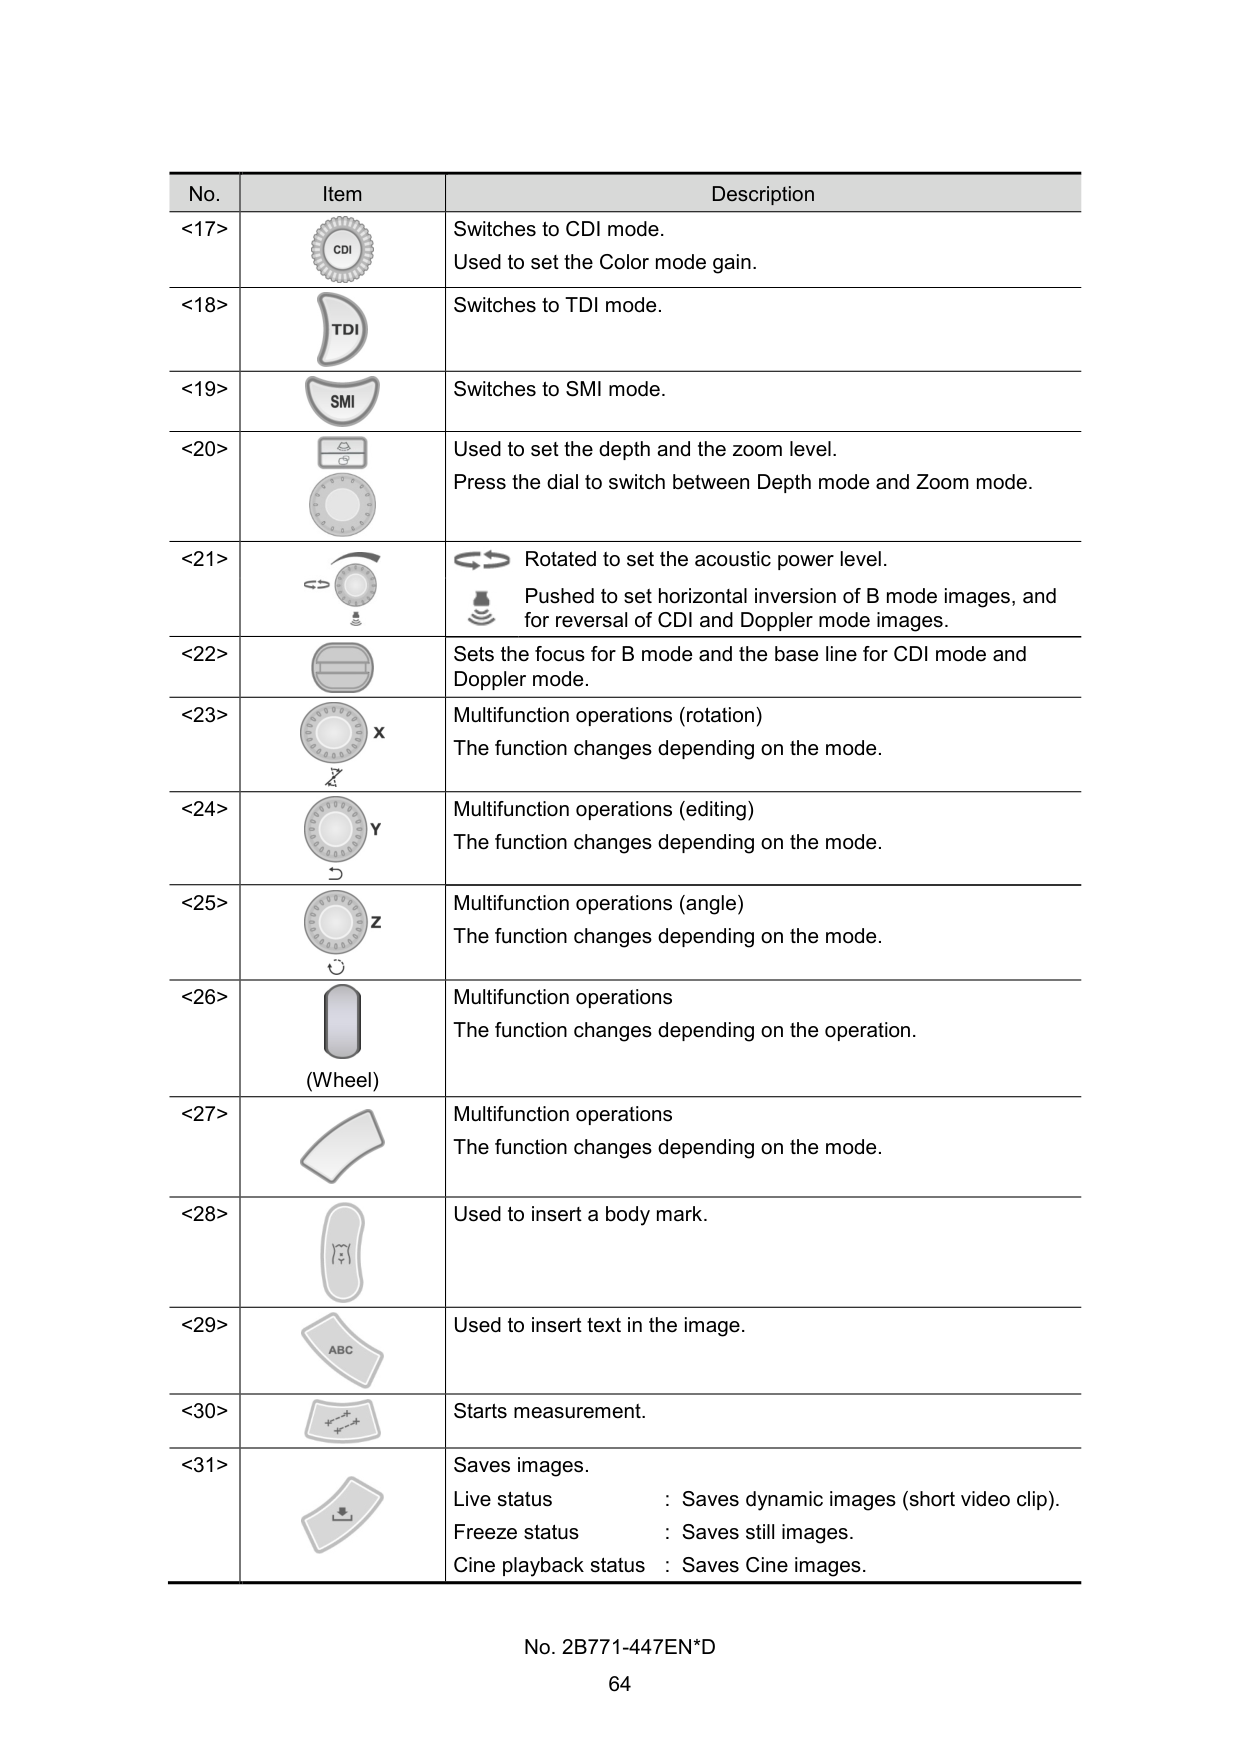 No. Item Description
<17> CDI Switches to CDI mode.
Used to set the Color mode gain.
<18> TDI Switches to TDI mode.
<19> SMI Switches to SMI mode.
<20> Used to set the depth and the zoom level.
Press the dial to switch between Depth mode and Zoom mode.
<21> Rotated to set the acoustic power level.
Pushed to set horizontal inversion of B mode images, and
for reversal of CDI and Doppler mode images.
<22> Sets the focus for B mode and the base line for CDI mode and
Doppler mode.
<23> X Multifunction operations (rotation)
The function changes depending on the mode.
<24> Y Multifunction operations (editing)
The function changes depending on the mode.
<25> Z Multifunction operations (angle)
The function changes depending on the mode.
<26> Multifunction operations
The function changes depending on the operation.
(Wheel)
<27> Multifunction operations
The function changes depending on the mode.
<28> Used to insert a body mark.
<29> ABC Used to insert text in the image.
<30> Starts measurement.
<31> Saves images.
Live status : Saves dynamic images (short video clip).
Freeze status : Saves still images.
Cine playback status : Saves Cine images.
No. 2B771-447EN*D
64